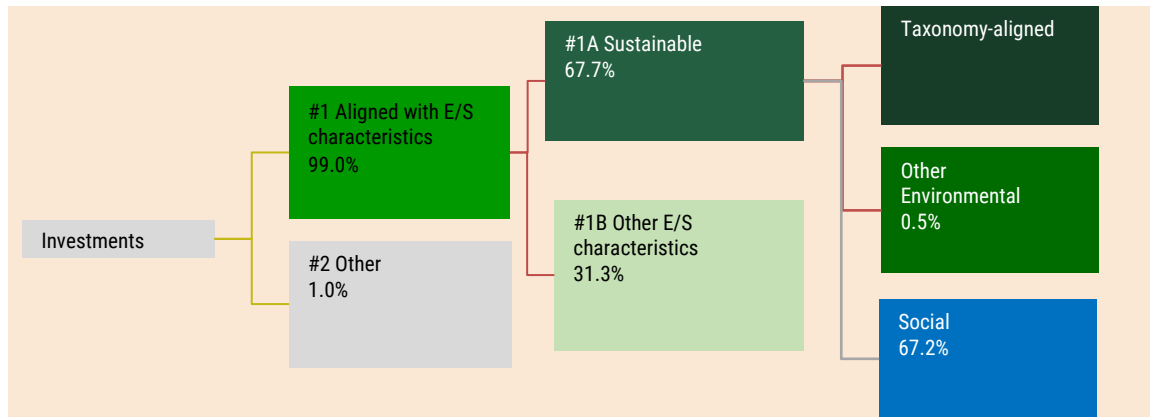 Investments
#1 Aligned with E/S
characteristics
99.0%
#2 Other
1.0%
#1A Sustainable
67.7%
#1B Other E/S
characteristics
31.3%
Taxonomy-aligned
Other
Environmental
0.5%
Social
67.2%